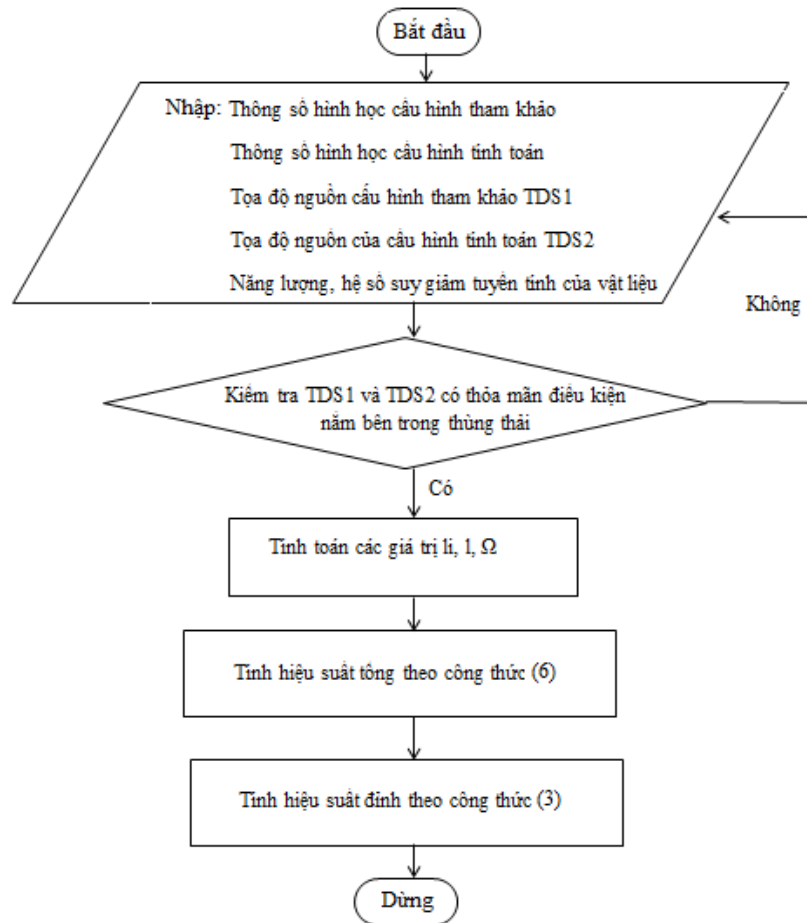 Bắt đầu
Nhập: Thông số hình học cấu hình tham khảo
Thông số hình học cấu hình tính toán
Tọa độ nguồn cấu hình tham khảo TDS1
Tọa độ nguồn của cấu hình tính toán TDS2
Năng lượng, hệ số suy giảm tuyến tính của vật liệu
Không
Kiểm tra TDS1 và TDS2 có thỏa mãn điều kiện
nằm bên trong thùng thải
Có
Tính toán các giá trị li, l, Ω
Tính hiệu suất tổng theo công thức (6)
Tính hiệu suất đỉnh theo công thức (3)
Dừng